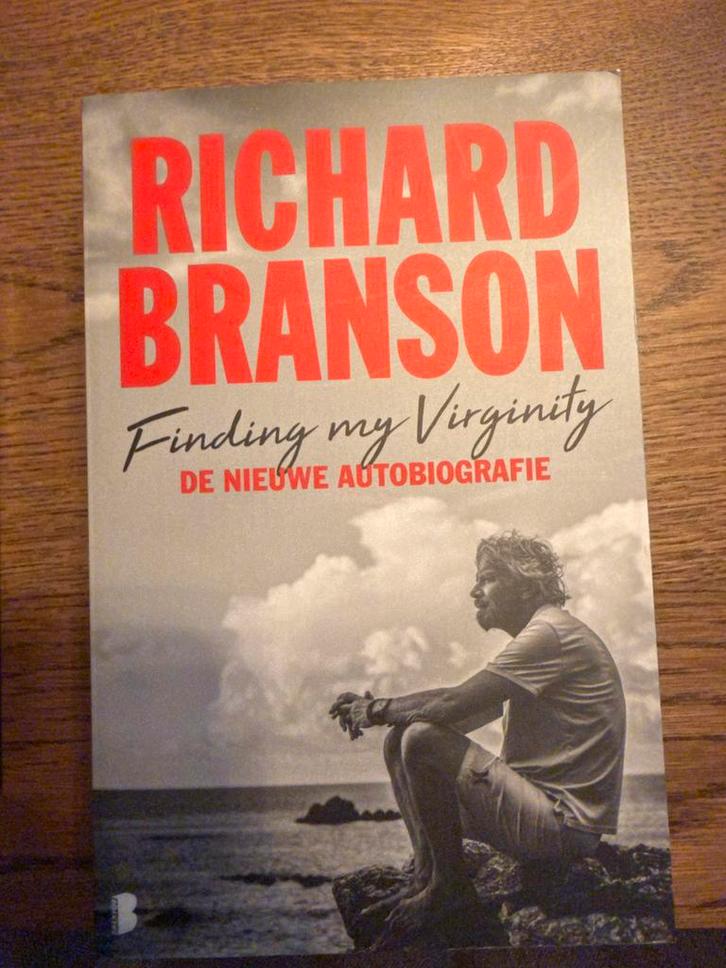 RICHARD
BRANSON
Finding my Virginity
DE NIEUWE AUTOBIOGRAFIE
B